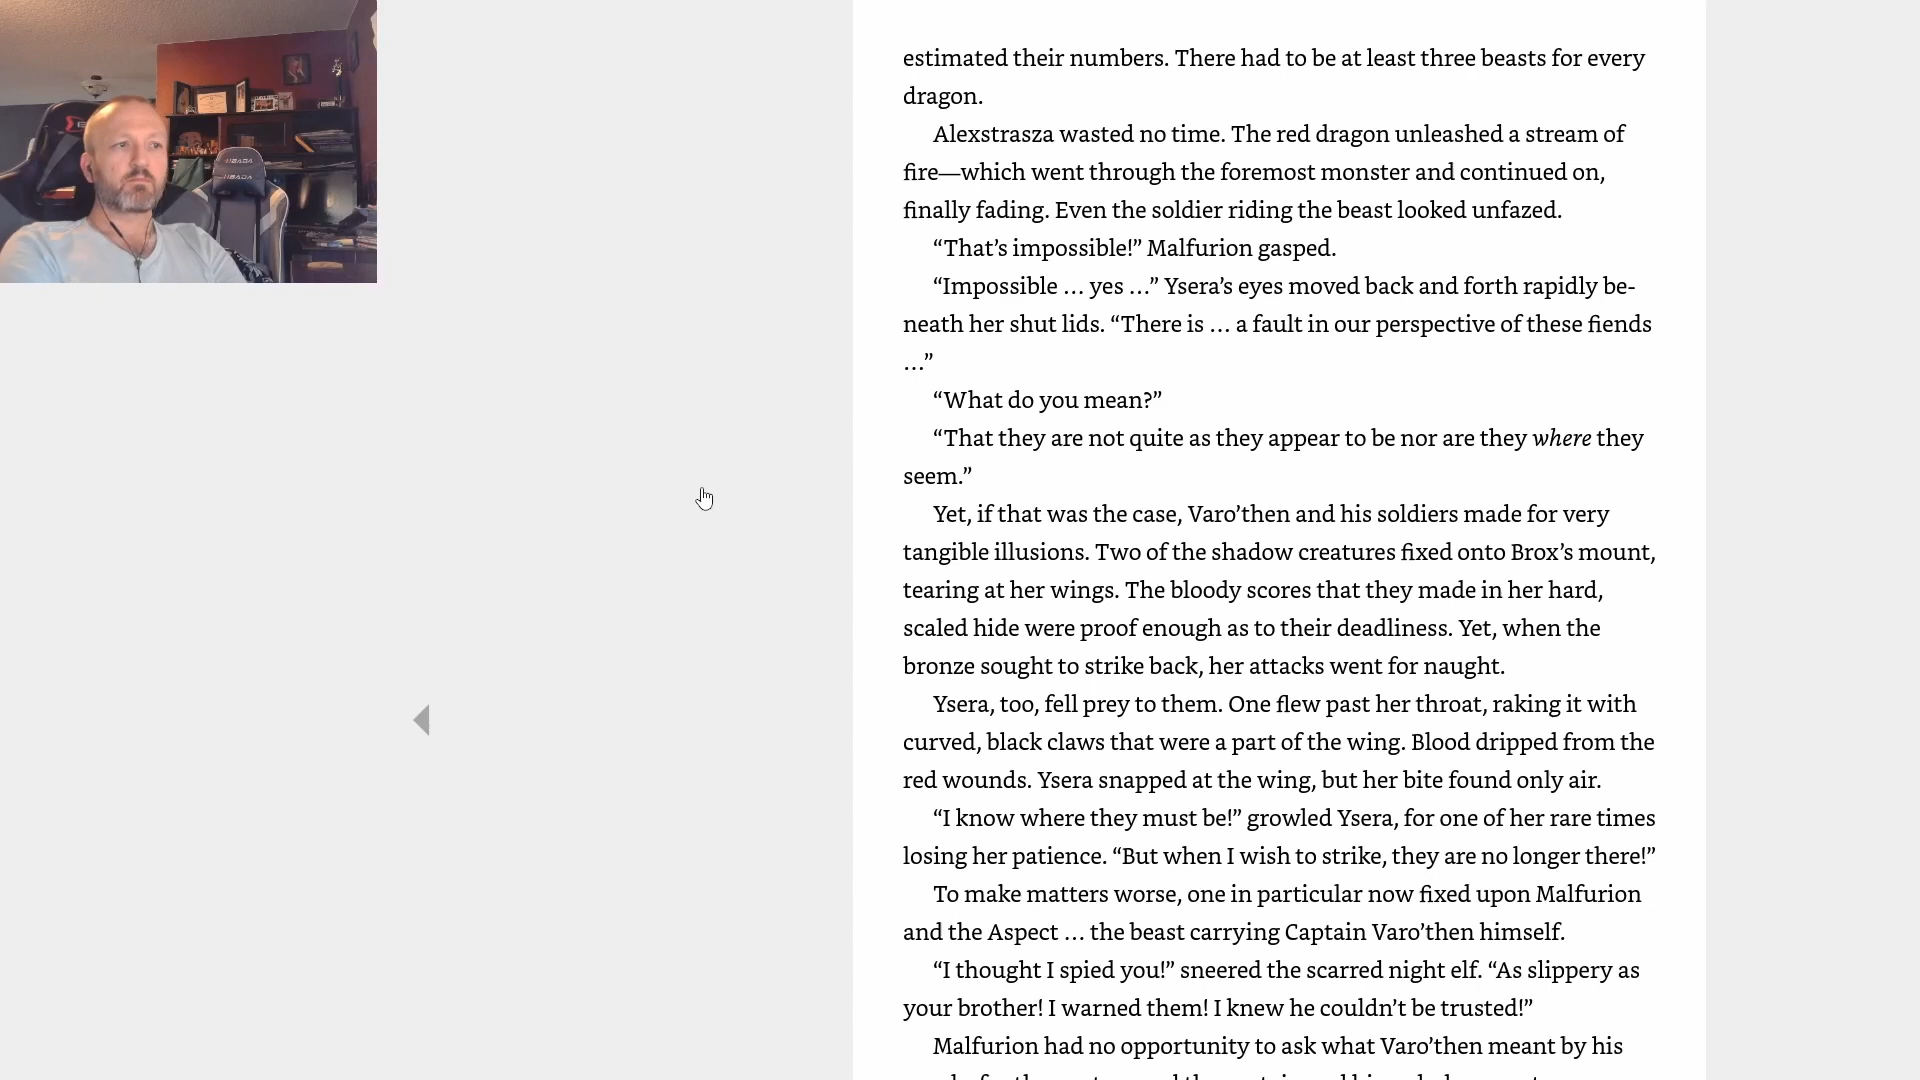 estimated their numbers. There had to be at least three beasts for every
dragon.
Alexstrasza wasted no time. The red dragon unleashed a stream of
fire—which went through the foremost monster and continued on,
finally fading. Even the soldier riding the beast looked unfazed.
“That’s impossible!” Malfurion gasped.
“Impossible … yes …” Ysera’s eyes moved back and forth rapidly be-
neath her shut lids. “There is … a fault in our perspective of these fiends
…”
“What do you mean?”
“That they are not quite as they appear to be nor are they where they
seem.”
Yet, if that was the case, Varo’then and his soldiers made for very
tangible illusions. Two of the shadow creatures fixed onto Brox’s mount,
tearing at her wings. The bloody scores that they made in her hard,
scaled hide were proof enough as to their deadliness. Yet, when the
bronze sought to strike back, her attacks went for naught.
Ysera, too, fell prey to them. One flew past her throat, raking it with
curved, black claws that were a part of the wing. Blood dripped from the
red wounds. Ysera snapped at the wing, but her bite found only air.
“I know where they must be!” growled Ysera, for one of her rare times
losing her patience. “But when I wish to strike, they are no longer there!”
To make matters worse, one in particular now fixed upon Malfurion
and the Aspect … the beast carrying Captain Varo’then himself.
“I thought I spied you!” sneered the scarred night elf. “As slippery as
your brother! I warned them! I knew he couldn’t be trusted!”
Malfurion had no opportunity to ask what Varo’then meant by his